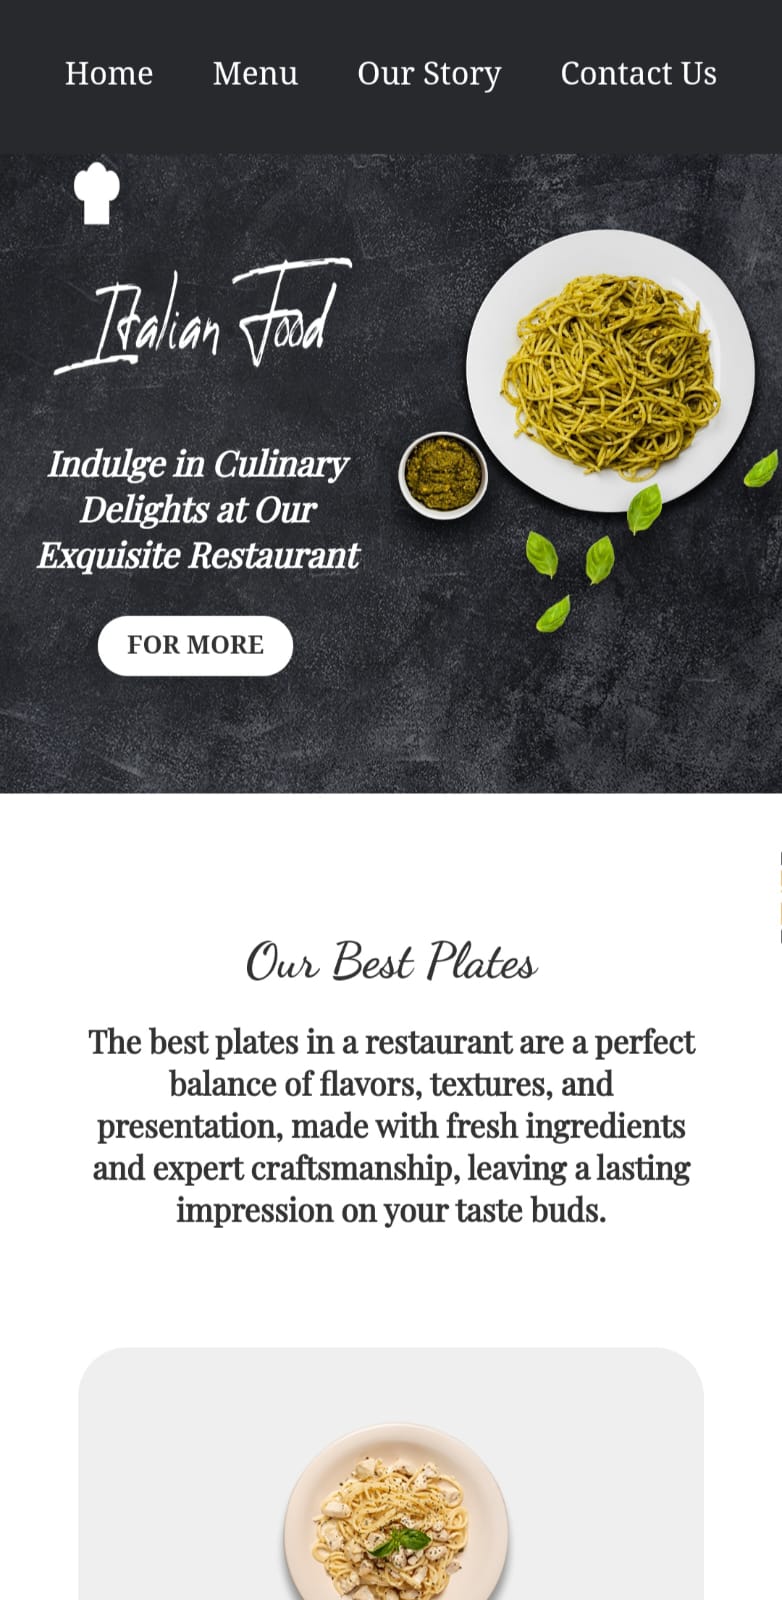 Home Menu Our Story Contact Us
Italian Food
Indulge in Culinary
Delights at Our
Exquisite Restaurant
FOR MORE
Our Best Plates
The best plates in a restaurant are a perfect
balance of flavors, textures, and
presentation, made with fresh ingredients
and expert craftsmanship, leaving a lasting
impression on your taste buds.